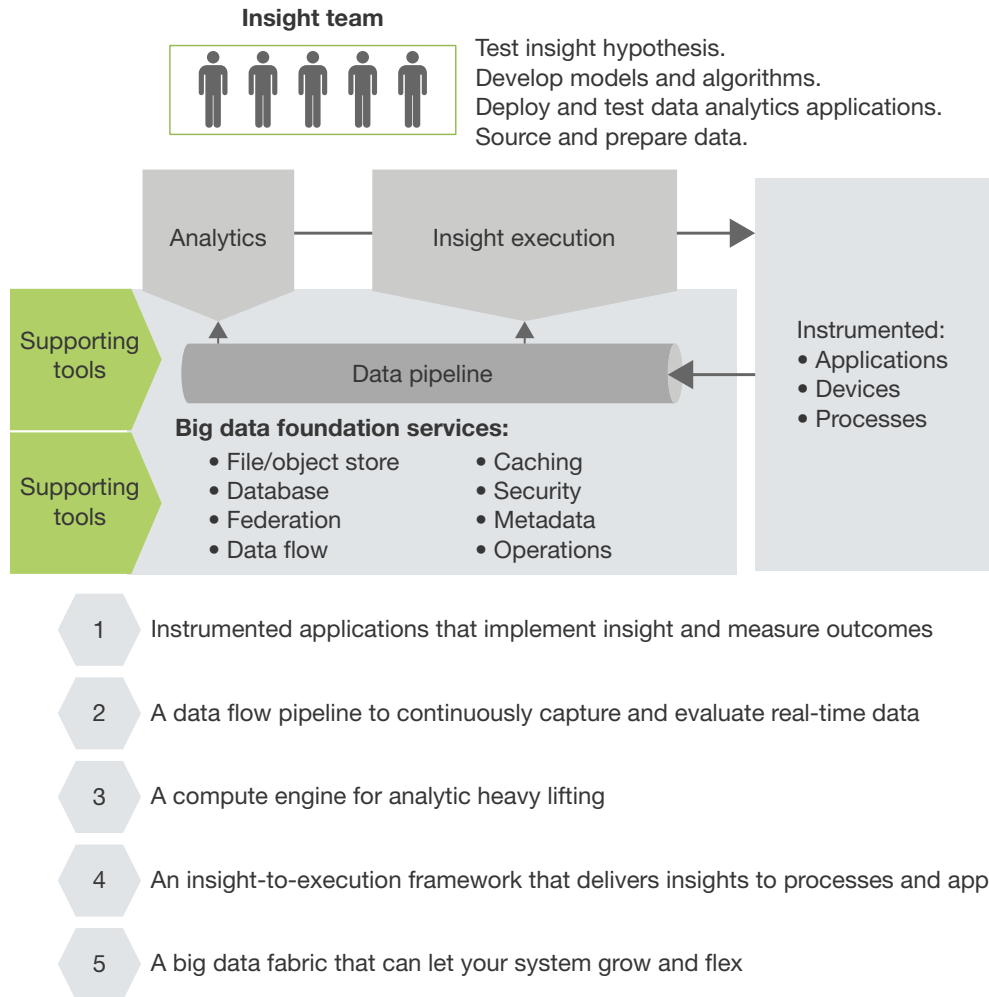 Insight team
Test insight hypothesis.
Develop models and algorithms.
Deploy and test data analytics applications.
Source and prepare data.
Analytics
Insight execution
Supporting
tools
Data pipeline
Instrumented:
• Applications
• Devices
• Processes
Supporting
tools
Big data foundation services:
• File/object store
• Database
• Federation
• Data flow
• Caching
• Security
• Metadata
• Operations
1 Instrumented applications that implement insight and measure outcomes
2 A data flow pipeline to continuously capture and evaluate real-time data
3 A compute engine for analytic heavy lifting
4 An insight-to-execution framework that delivers insights to processes and app
5 A big data fabric that can let your system grow and flex